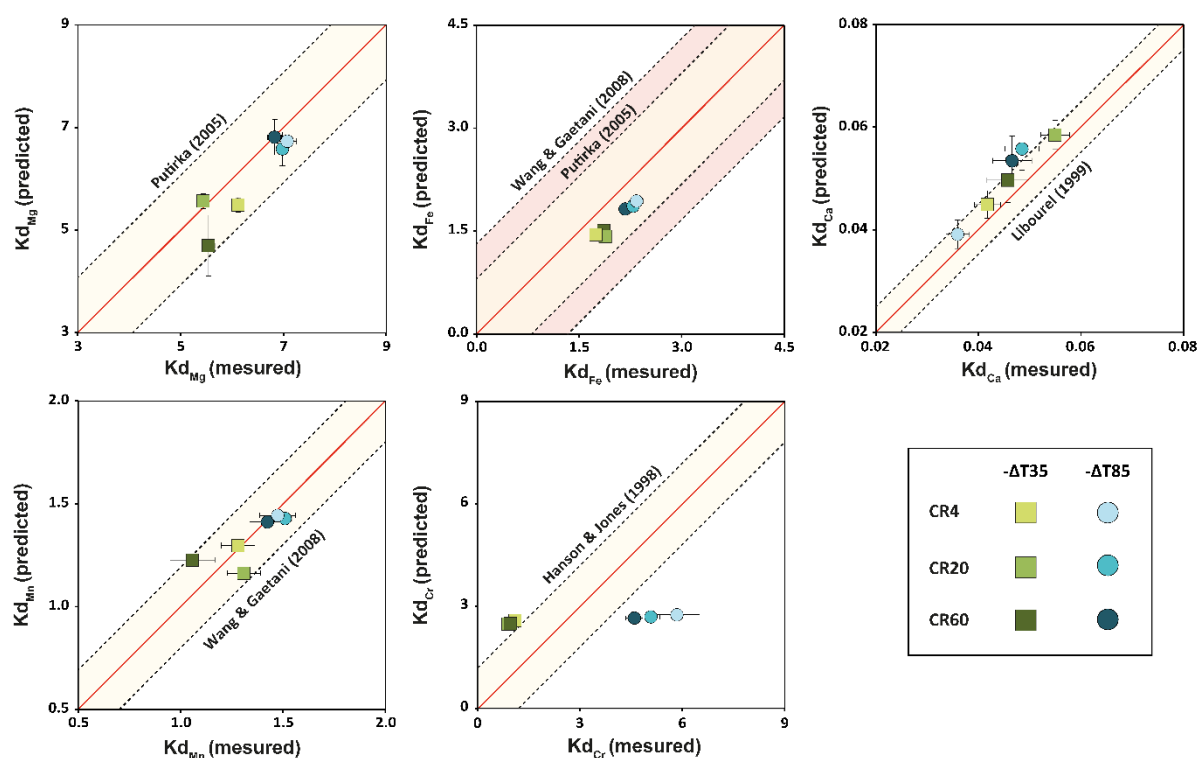 9
7
5
3
Kd_Mg (predicted)
Putirka (2005)
3
5
7
9
Kd_Mg (mesured)
4.5
3.0
1.5
0.0
Kd_Fe (predicted)
Wang & Gaetani (2008)
Putirka (2005)
0.0
1.5
3.0
4.5
Kd_Fe (mesured)
0.08
0.06
0.04
0.02
Kd_Ca (predicted)
Libourel (1999)
0.02
0.04
0.06
0.08
Kd_Ca (mesured)
2.0
1.5
1.0
0.5
Kd_Mn (predicted)
Wang & Gaetani (2008)
0.5
1.0
1.5
2.0
Kd_Mn (mesured)
9
6
3
0
Kd_Cr (predicted)
Hanson & Jones (1998)
0
3
6
9
Kd_Cr (mesured)
-ΔT35
-ΔT85
CR4
CR20
CR60